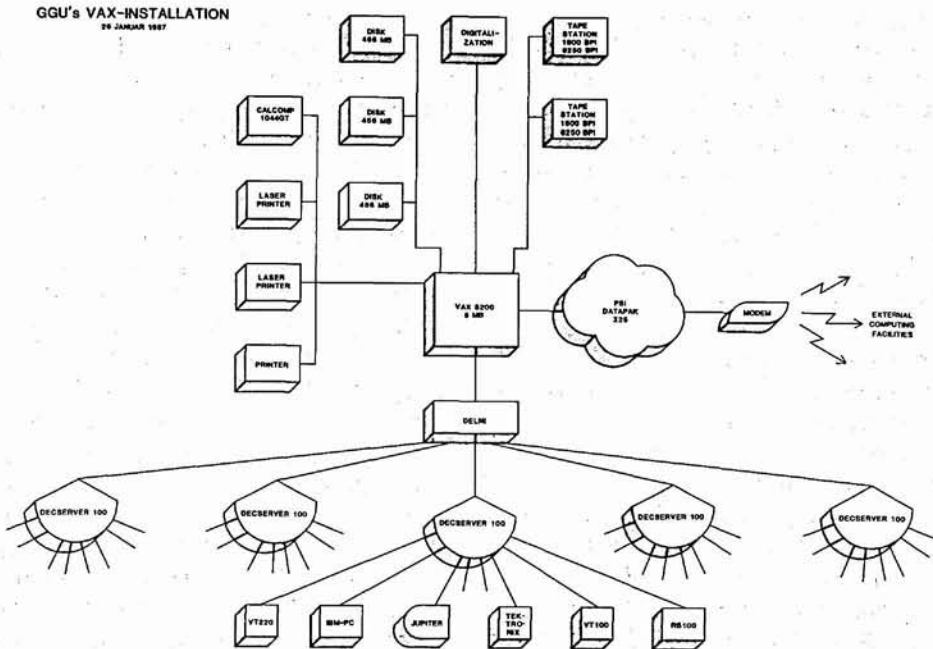 GGU's VAX-INSTALLATION
26 JANUAR 1987
DISK
456 MB
DIGITALI-
ZATION
TAPE
STATION
1600 BPI
6250 BPI
CALCOMP
1044GT
DISK
456 MB
TAPE
STATION
1600 BPI
6250 BPI
LASER
PRINTER
DISK
456 MB
LASER
PRINTER
VAX 8200
8 MB
PSI
DATAPAK
225
MODEM
EXTERNAL
COMPUTING
FACILITIES
PRINTER
DELNI
DECSERVER 100
DECSERVER 100
DECSERVER 100
DECSERVER 100
DECSERVER 100
VT220
IBM-PC
JUPITER
TEK-
TRO-
NIX
VT100
RS100